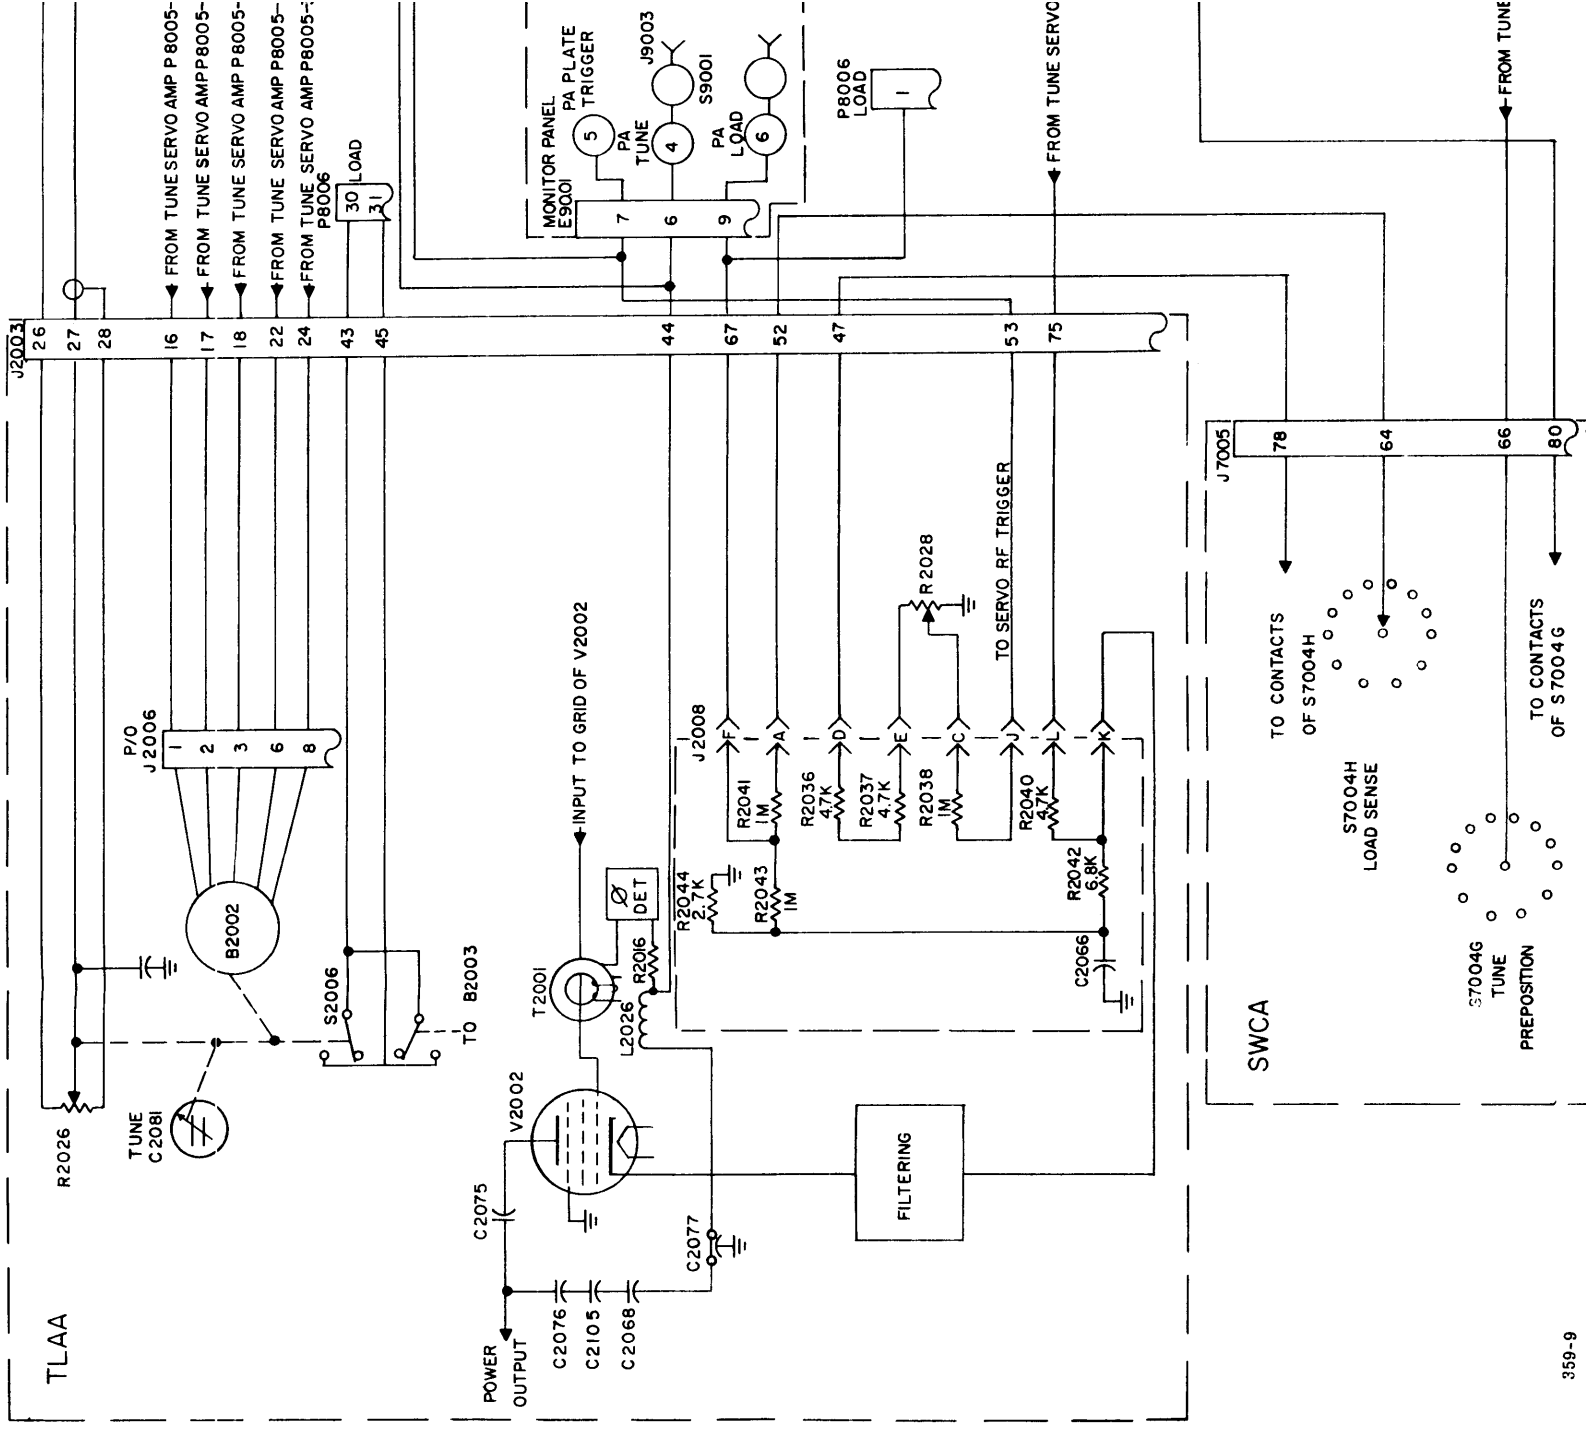 FROM TUNE SERVO AMP P8005-
FROM TUNE SERVO AMP P8005-
FROM TUNE SERVO AMP P8005-
FROM TUNE SERVO AMP P8005-
FROM TUNE SERVO AMP P8005-
P8006
LOAD
30
31
MONITOR PANEL
E9001
PA PLATE
TRIGGER
5
PA
TUNE
4
J9003
S9001
PA
LOAD
6
7
6
9
P8006
LOAD
1
FROM TUNE SERVO
FROM TUNE
J2003
26
27
28
16
17
18
22
24
43
45
44
67
52
47
53
75
J7005
78
64
66
80
P/O
J2006
1
2
3
6
8
B2002
S2006
TO B2003
R2026
TUNE
C2081
INPUT TO GRID OF V2002
T2001
Ø
DET
R2016
L2026
V2002
C2075
C2076
C2105
C2068
C2077
POWER
OUTPUT
FILTERING
J2008
F
A
D
E
C
J
L
K
R2041
1M
R2036
4.7K
R2037
4.7K
R2038
1M
R2040
4.7K
R2044
2.7K
R2043
1M
R2042
6.8K
C2066
R2028
TO SERVO RF TRIGGER
TO CONTACTS
OF S7004H
S7004H
LOAD SENSE
TO CONTACTS
OF S7004G
S7004G
TUNE
PREPOSITION
SWCA
TLAA
359-9